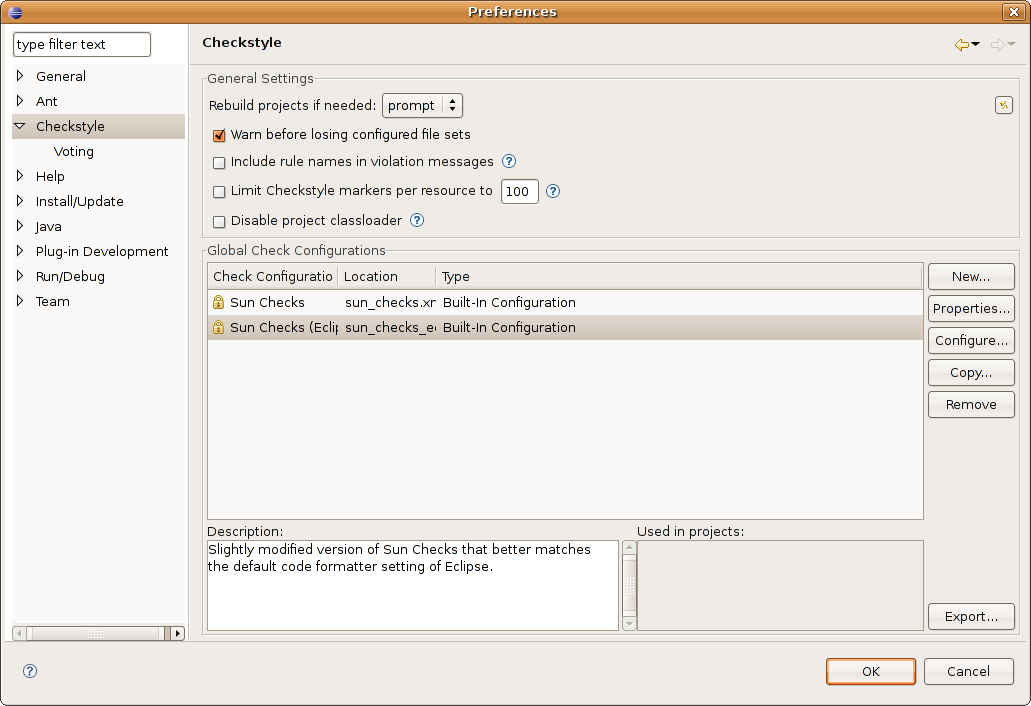 Preferences
type filter text
General
Ant
Checkstyle
Voting
Help
Install/Update
Java
Plug-in Development
Run/Debug
Team
Checkstyle
General Settings
Rebuild projects if needed: prompt
Warn before losing configured file sets
Include rule names in violation messages ?
Limit Checkstyle markers per resource to 100 ?
Disable project classloader ?
Global Check Configurations
Check Configuratio Location Type
Sun Checks sun_checks.xr Built-In Configuration
Sun Checks (Eclip sun_checks_e Built-In Configuration
New...
Properties...
Configure...
Copy...
Remove
Description:
Slightly modified version of Sun Checks that better matches
the default code formatter setting of Eclipse.
Used in projects:
Export...
?
OK
Cancel